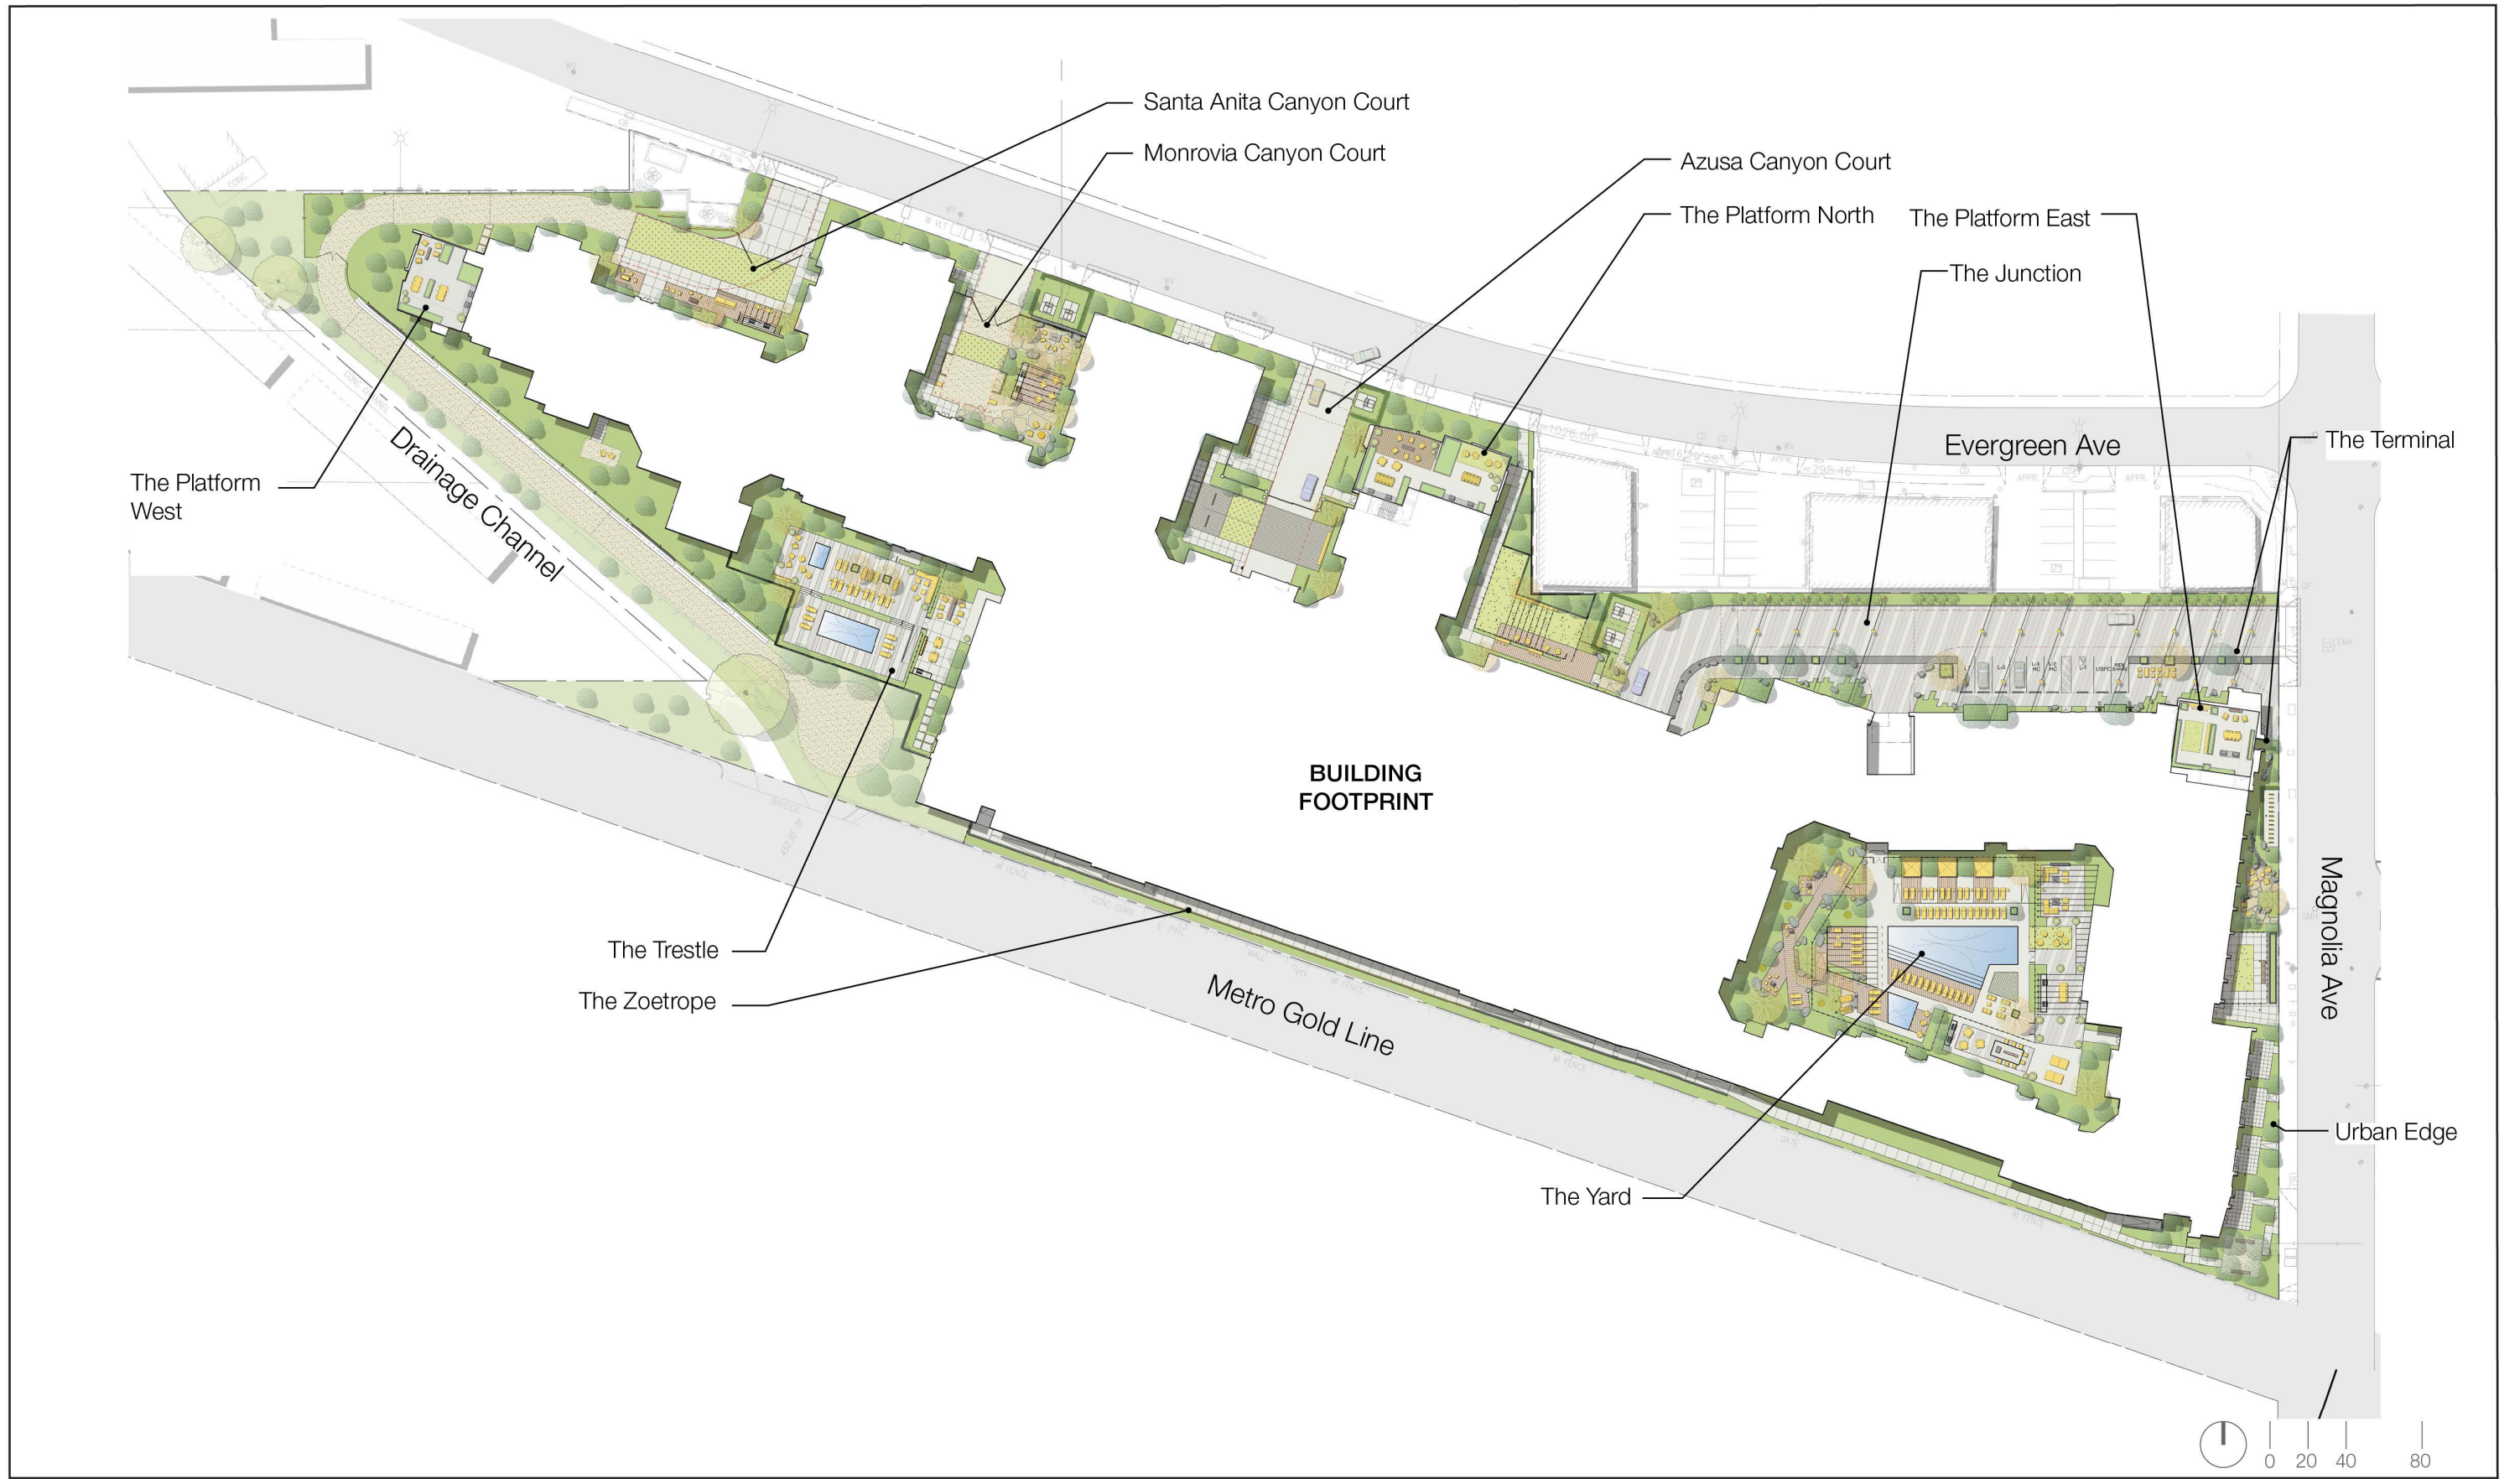 Santa Anita Canyon Court
Monrovia Canyon Court
Azusa Canyon Court
The Platform North
The Platform East
The Junction
Evergreen Ave
The Terminal
The Platform
West
Drainage Channel
BUILDING
FOOTPRINT
Magnolia Ave
The Trestle
The Zoetrope
Metro Gold Line
Urban Edge
The Yard
0 20 40 80